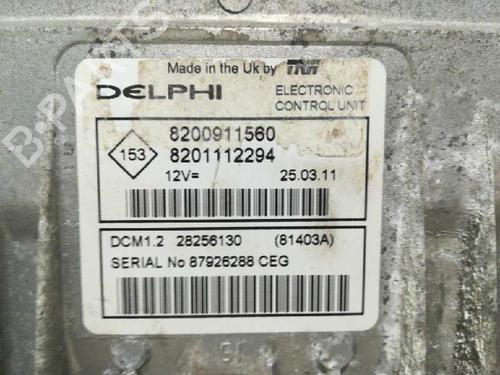 Made in the Uk by TRW
DELPHI
ELECTRONIC
CONTROL UNIT
153
8200911560
8201112294
12V=
25.03.11
DCM1.2 28256130 (81403A)
SERIAL No 87926288 CEG
B-PARTS